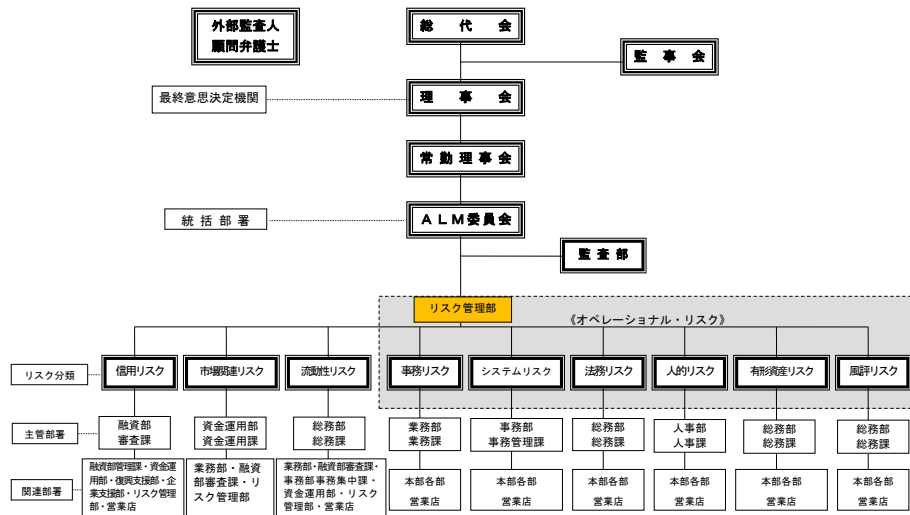 外部監査人
顧問弁護士
総代会
監事会
最終意思決定機関
理事会
常勤理事会
統括部署
ALM委員会
監査部
リスク管理部
《オペレーショナル・リスク》
リスク分類
信用リスク
市場関連リスク
流動性リスク
事務リスク
システムリスク
法務リスク
人的リスク
有形資産リスク
風評リスク
主管部署
融資部
審査課
資金運用部
資金運用課
総務部
総務課
業務部
業務課
事務部
事務管理課
総務部
総務課
人事部
人事課
総務部
総務課
総務部
総務課
関連部署
融資部管理課・資金運
用部・復興支援部・企
業支援部・リスク管理
部・営業店
業務部・融資
部審査課・リ
スク管理部
業務部・融資部審査課・
事務部事務集中課・
資金運用部・リスク
管理部・営業店
本部各部
営業店
本部各部
営業店
本部各部
営業店
本部各部
営業店
本部各部
営業店
本部各部
営業店